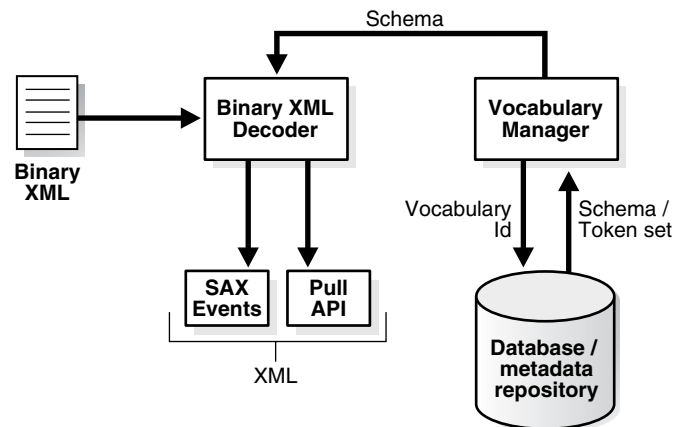 Schema
Binary XML
Decoder
Vocabulary
Manager
Binary
XML
Vocabulary
Id
Schema /
Token set
SAX
Events
Pull
API
XML
Database /
metadata
repository